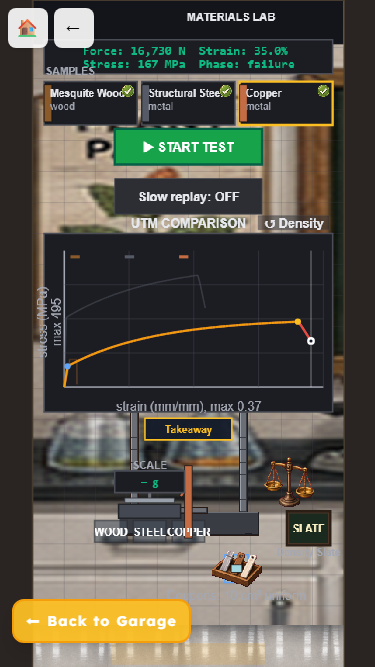 MATERIALS LAB
Force: 16,730 N Strain: 35.0%
Stress: 167 MPa Phase: failure
SAMPLES
Mesquite Wood
wood
Structural Stee
metal
Copper
metal
▶ START TEST
Slow replay: OFF
UTM COMPARISON
↺ Density
stress (MPa)
max 495
strain (mm/mm), max 0.37
Takeaway
SCALE
- g
WOOD STEEL COPPER
SLATE
← Back to Garage